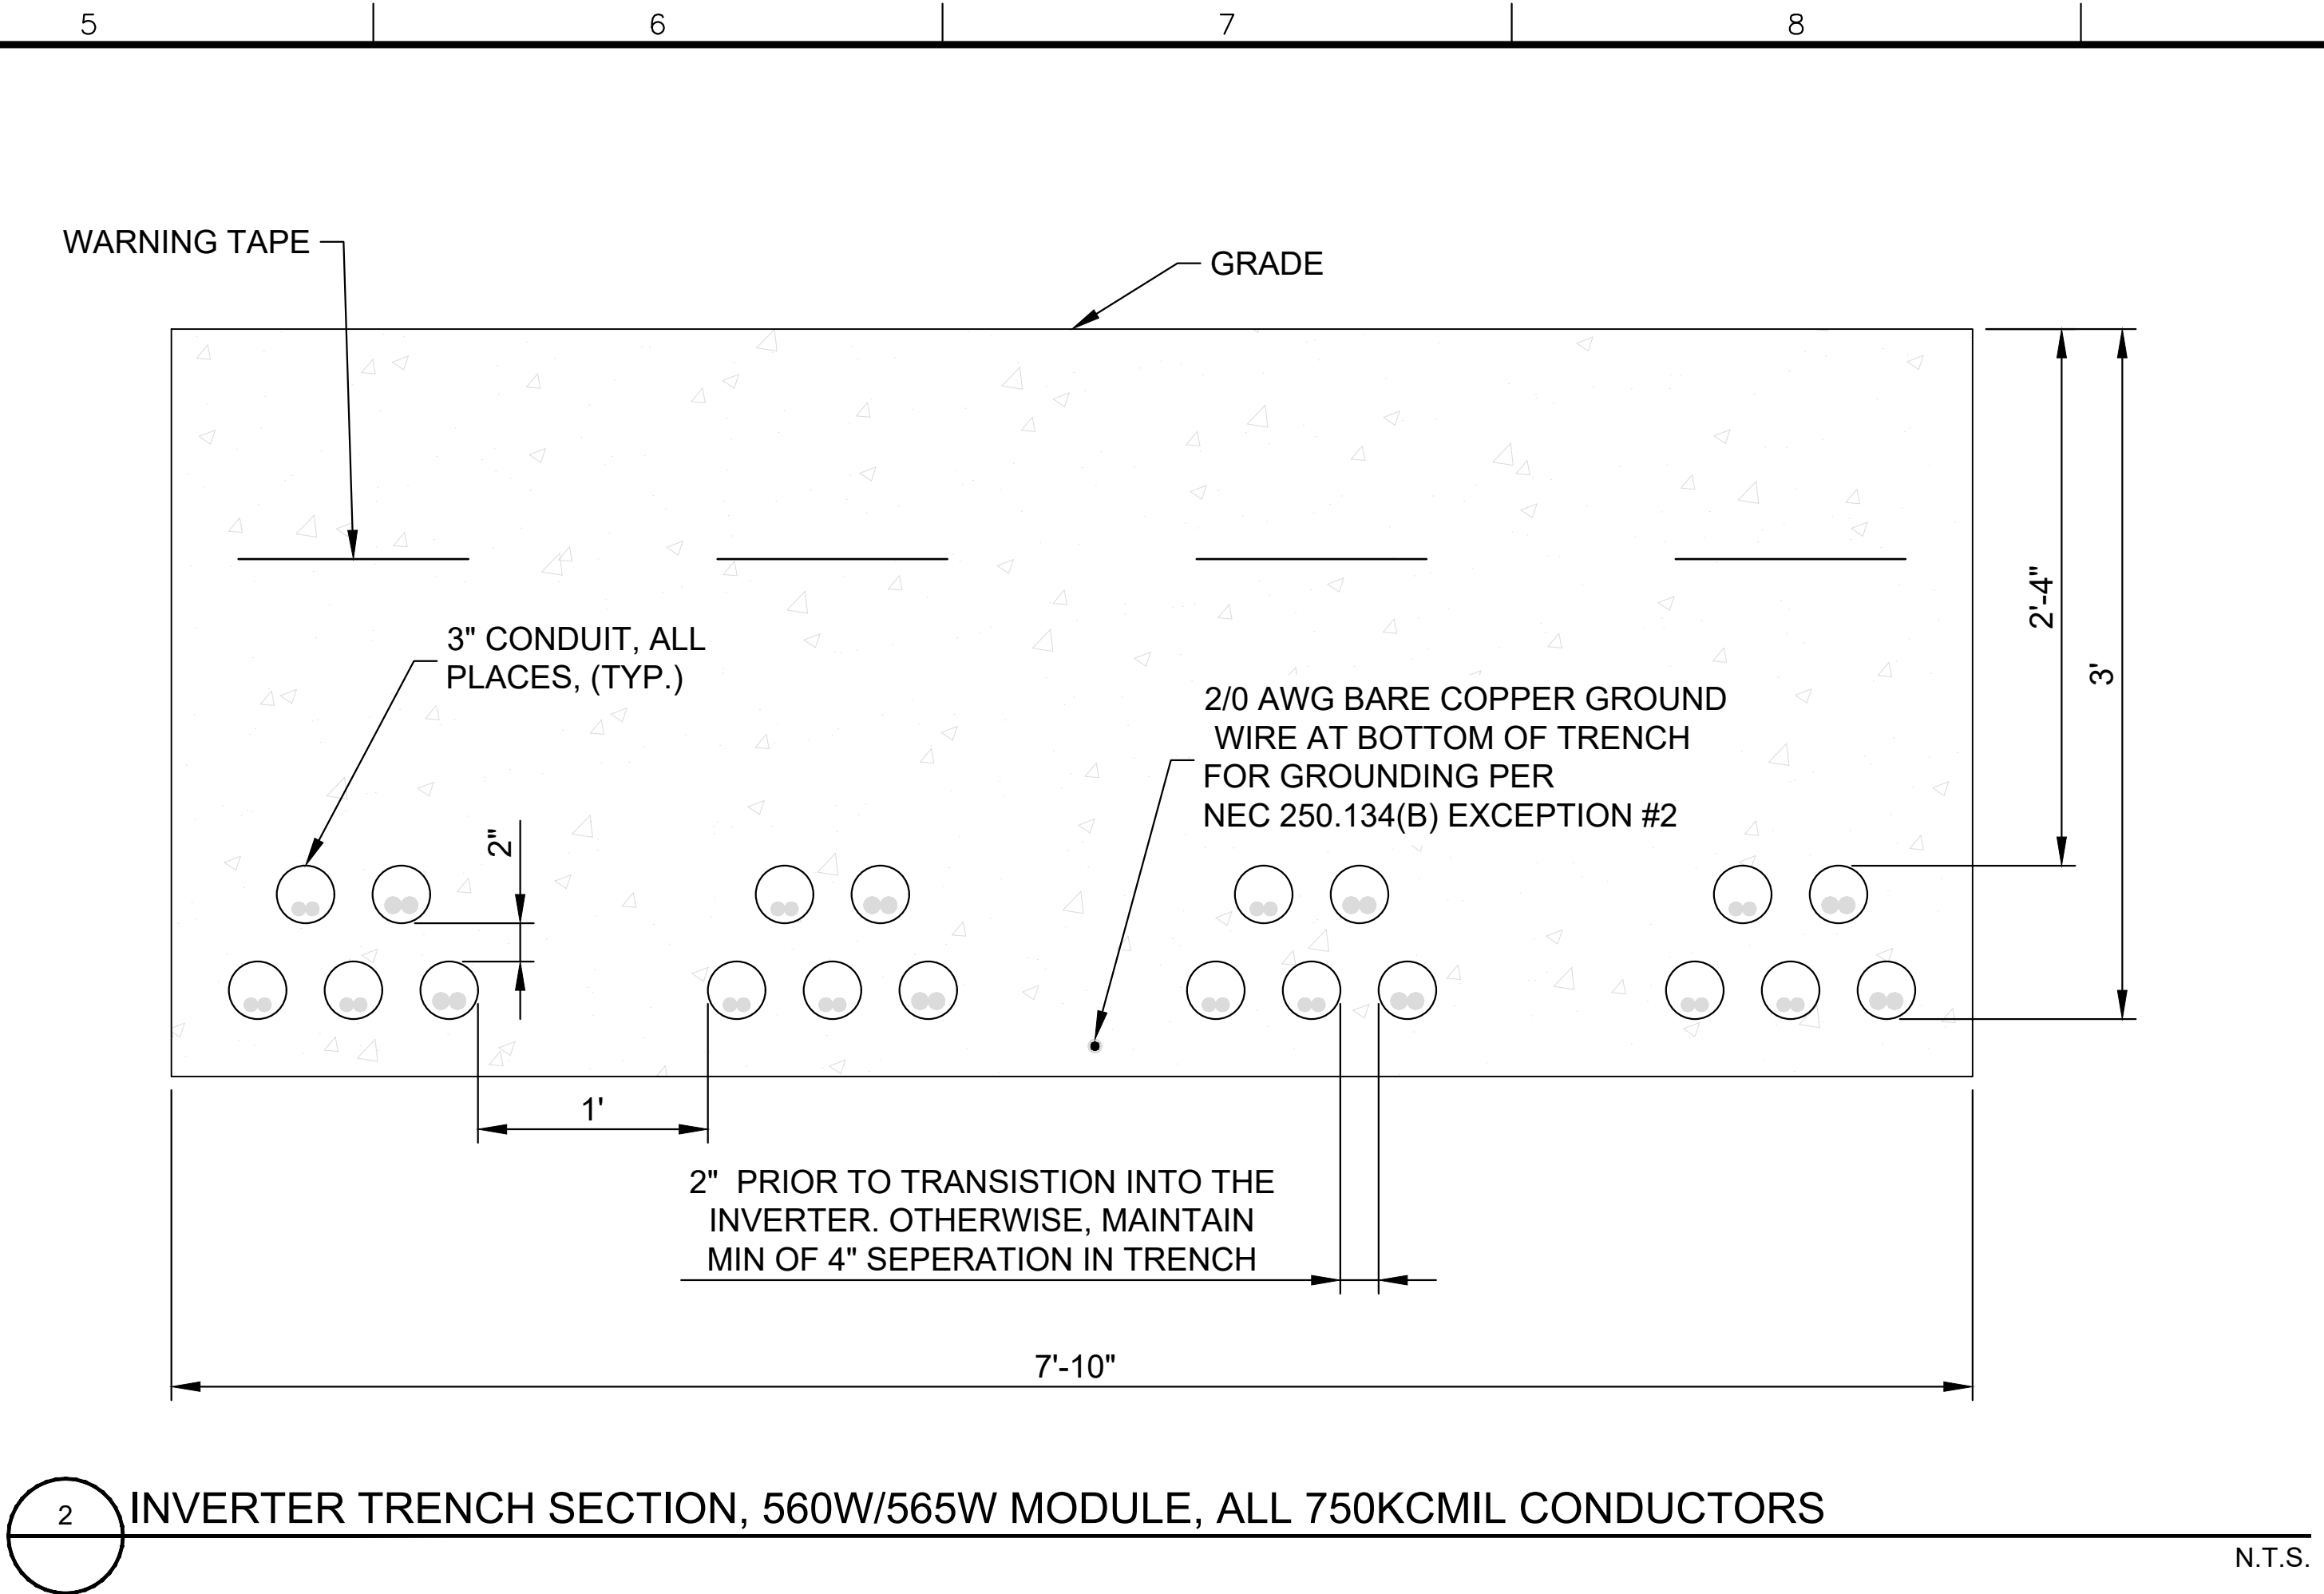 5 6 7 8
WARNING TAPE
GRADE
3" CONDUIT, ALL
PLACES, (TYP.)
2'-4"
3'
2/0 AWG BARE COPPER GROUND
WIRE AT BOTTOM OF TRENCH
FOR GROUNDING PER
NEC 250.134(B) EXCEPTION #2
2"
1'
2" PRIOR TO TRANSISTION INTO THE
INVERTER. OTHERWISE, MAINTAIN
MIN OF 4" SEPERATION IN TRENCH
7'-10"
2
INVERTER TRENCH SECTION, 560W/565W MODULE, ALL 750KCMIL CONDUCTORS
N.T.S.